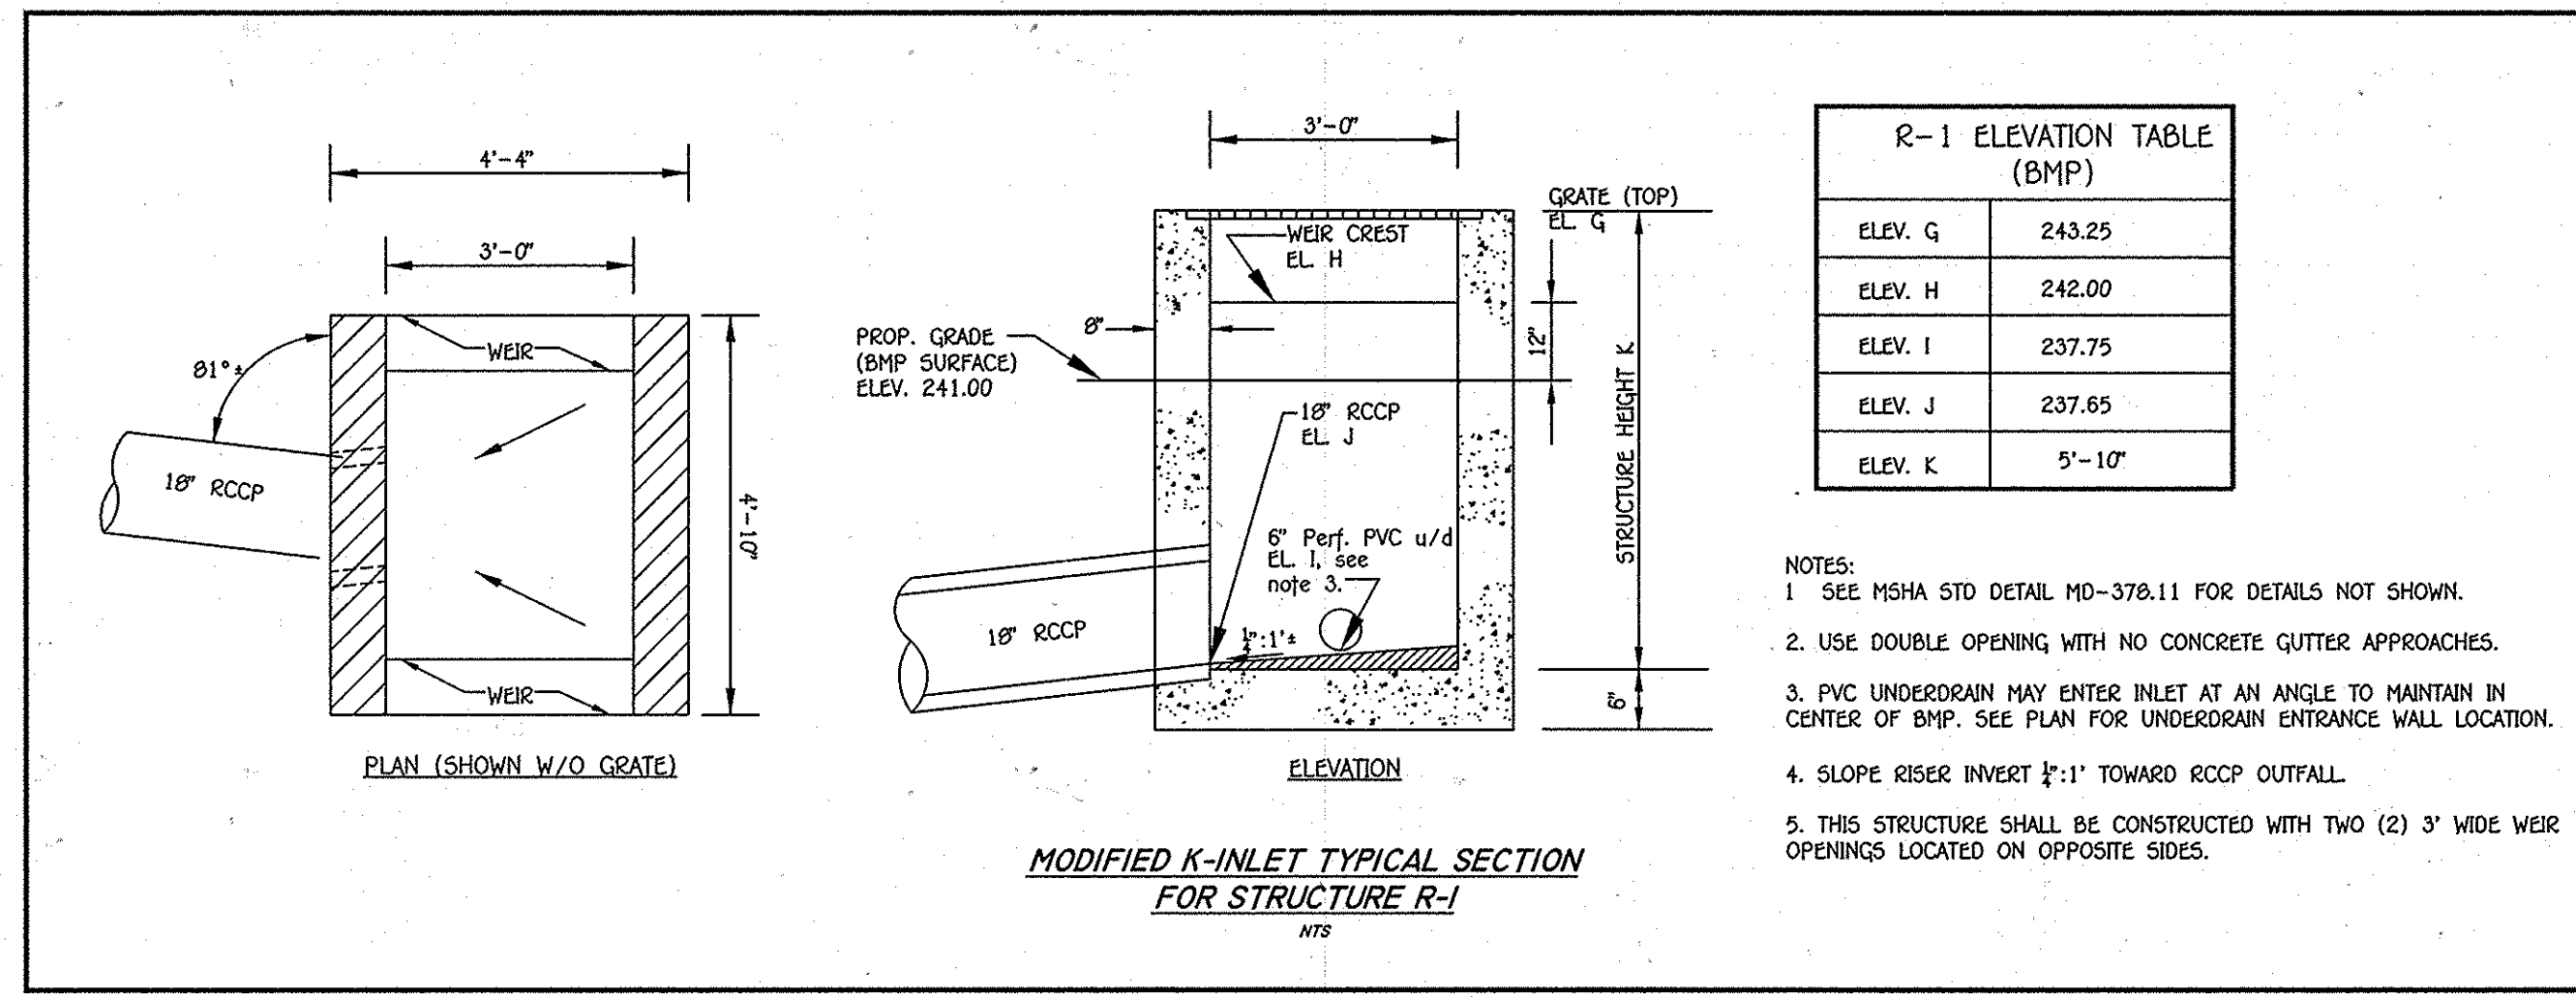 4'-4"
3'-0"
WEIR
81°±
18" RCCP
4'-10"
WEIR
PLAN (SHOWN W/O GRATE)
3'-0"
GRATE (TOP)
EL. G
WEIR CREST
EL. H
8"
PROP. GRADE
(BMP SURFACE)
ELEV. 241.00
12"
18" RCCP
EL. J
STRUCTURE HEIGHT K
6" Perf. PVC u/d
EL. I, see
note 3.
18" RCCP
¼":1'±
6"
ELEVATION
MODIFIED K-INLET TYPICAL SECTION
FOR STRUCTURE R-1
NTS
R-1 ELEVATION TABLE
(BMP)
ELEV. G 243.25
ELEV. H 242.00
ELEV. I 237.75
ELEV. J 237.65
ELEV. K 5'-10"
NOTES:
1 SEE MSHA STD DETAIL MD-378.11 FOR DETAILS NOT SHOWN.
2. USE DOUBLE OPENING WITH NO CONCRETE GUTTER APPROACHES.
3. PVC UNDERDRAIN MAY ENTER INLET AT AN ANGLE TO MAINTAIN IN
CENTER OF BMP. SEE PLAN FOR UNDERDRAIN ENTRANCE WALL LOCATION.
4. SLOPE RISER INVERT ¼":1' TOWARD RCCP OUTFALL.
5. THIS STRUCTURE SHALL BE CONSTRUCTED WITH TWO (2) 3' WIDE WEIR
OPENINGS LOCATED ON OPPOSITE SIDES.